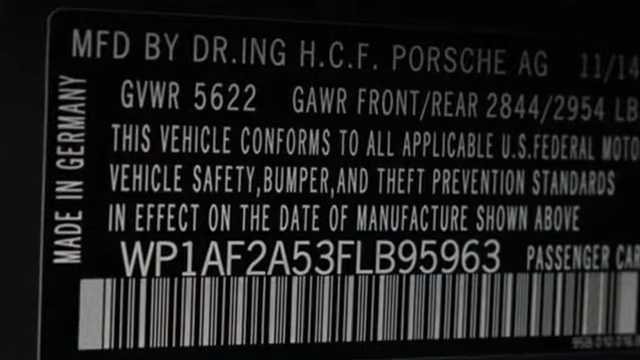 MFD BY DR.ING H.C.F. PORSCHE AG 11/14
GVWR 5622 GAWR FRONT/REAR 2844/2954 LB
THIS VEHICLE CONFORMS TO ALL APPLICABLE U.S.FEDERAL MOTO
VEHICLE SAFETY,BUMPER,AND THEFT PREVENTION STANDARDS
IN EFFECT ON THE DATE OF MANUFACTURE SHOWN ABOVE
WP1AF2A53FLB95963 PASSENGER CAR
MADE IN GERMANY